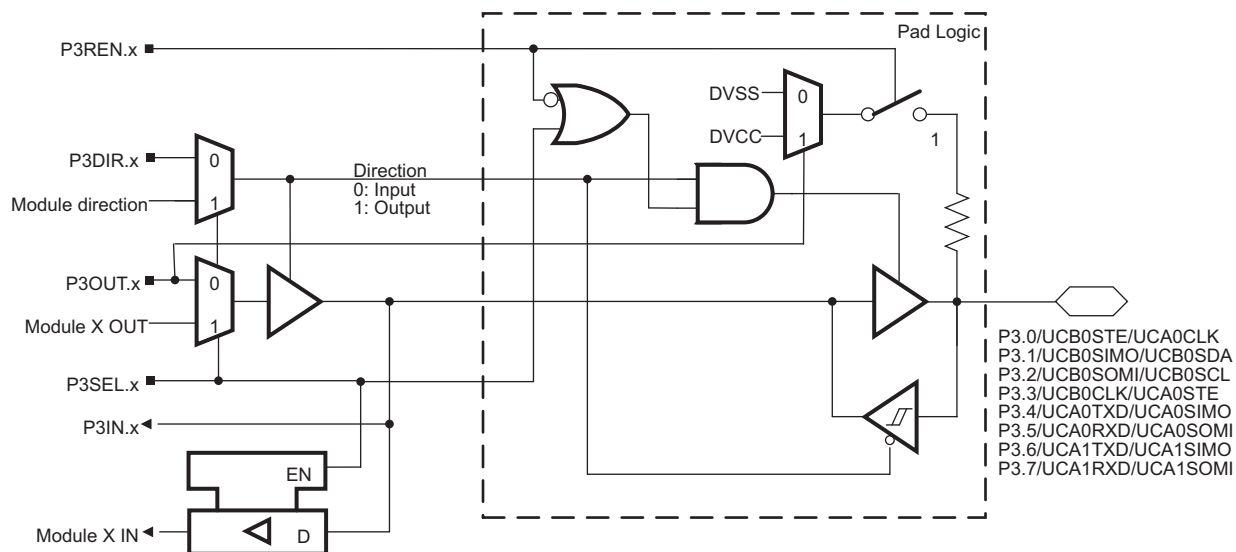 Pad Logic
P3REN.x
DVSS
0
DVCC
1
1
P3DIR.x
0
Direction
0: Input
1: Output
Module direction
1
P3OUT.x
0
Module X OUT
1
P3SEL.x
P3IN.x
EN
Module X IN
D
P3.0/UCB0STE/UCA0CLK
P3.1/UCB0SIMO/UCB0SDA
P3.2/UCB0SOMI/UCB0SCL
P3.3/UCB0CLK/UCA0STE
P3.4/UCA0TXD/UCA0SIMO
P3.5/UCA0RXD/UCA0SOMI
P3.6/UCA1TXD/UCA1SIMO
P3.7/UCA1RXD/UCA1SOMI